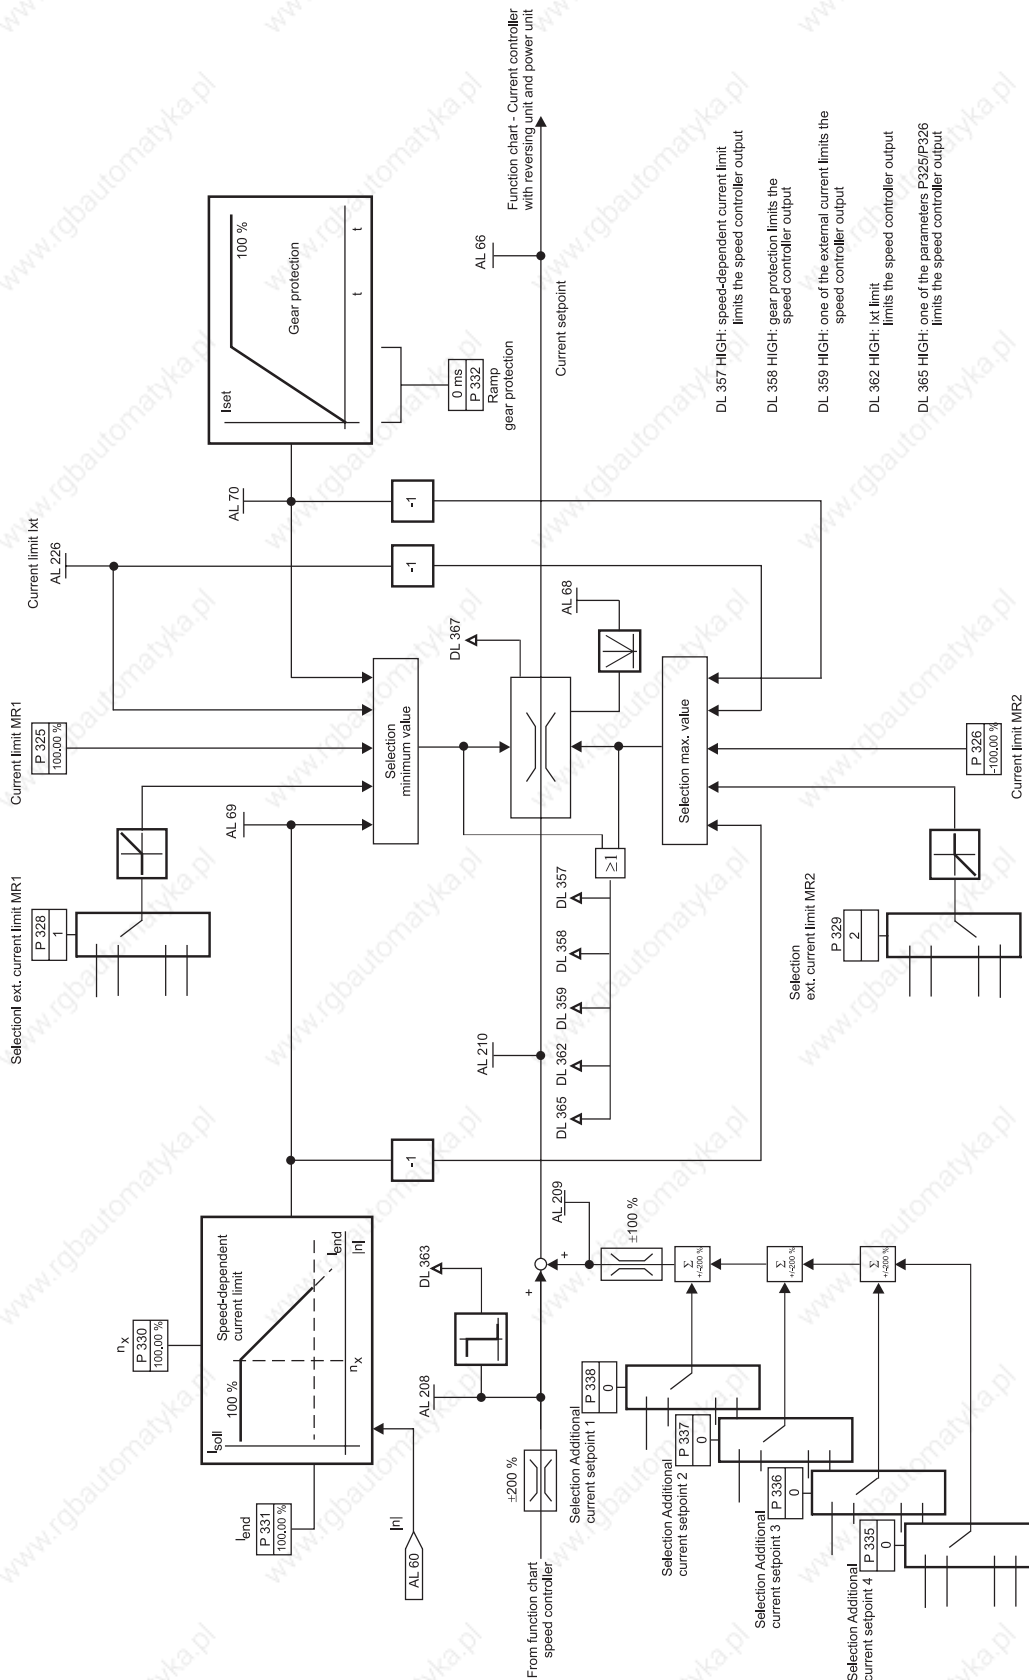 Selectionl ext. current limit MR1
P 328
1
Current limit MR1
P 325
100.00 %
Current limit Ixt
AL 226
n x
P 330
100.00 %
I end
P 331
100.00 %
Speed-dependent
current limit
100 %
I soll
n x
I end
|n|
|n|
AL 60
AL 69
AL 70
Iset
100 %
Gear protection
t
t
0 ms
P 332
Ramp
gear protection
-1
-1
-1
Selection
minimum value
DL 367
AL 68
Selection max. value
≥1
DL 357
DL 358
DL 359
DL 362
DL 365
AL 210
AL 66
Current setpoint
Function chart - Current controller
with reversing unit and power unit
From function chart
speed controller
±200 %
AL 208
DL 363
+
+
AL 209
±100 %
Σ
+/-200 %
Σ
+/-200 %
Σ
+/-200 %
Selection Additional
current setpoint 1
P 338
0
Selection Additional
current setpoint 2
P 337
0
Selection Additional
current setpoint 3
P 336
0
Selection Additional
current setpoint 4
P 335
0
Selection
ext. current limit MR2
P 329
2
P 326
-100.00 %
Current limit MR2
DL 357 HIGH: speed-dependent current limit
limits the speed controller output
DL 358 HIGH: gear protection limits the
speed controller output
DL 359 HIGH: one of the external current limits the
speed controller output
DL 362 HIGH: Ixt limit
limits the speed controller output
DL 365 HIGH: one of the parameters P325/P326
limits the speed controller output
www.rgbautomatyka.pl